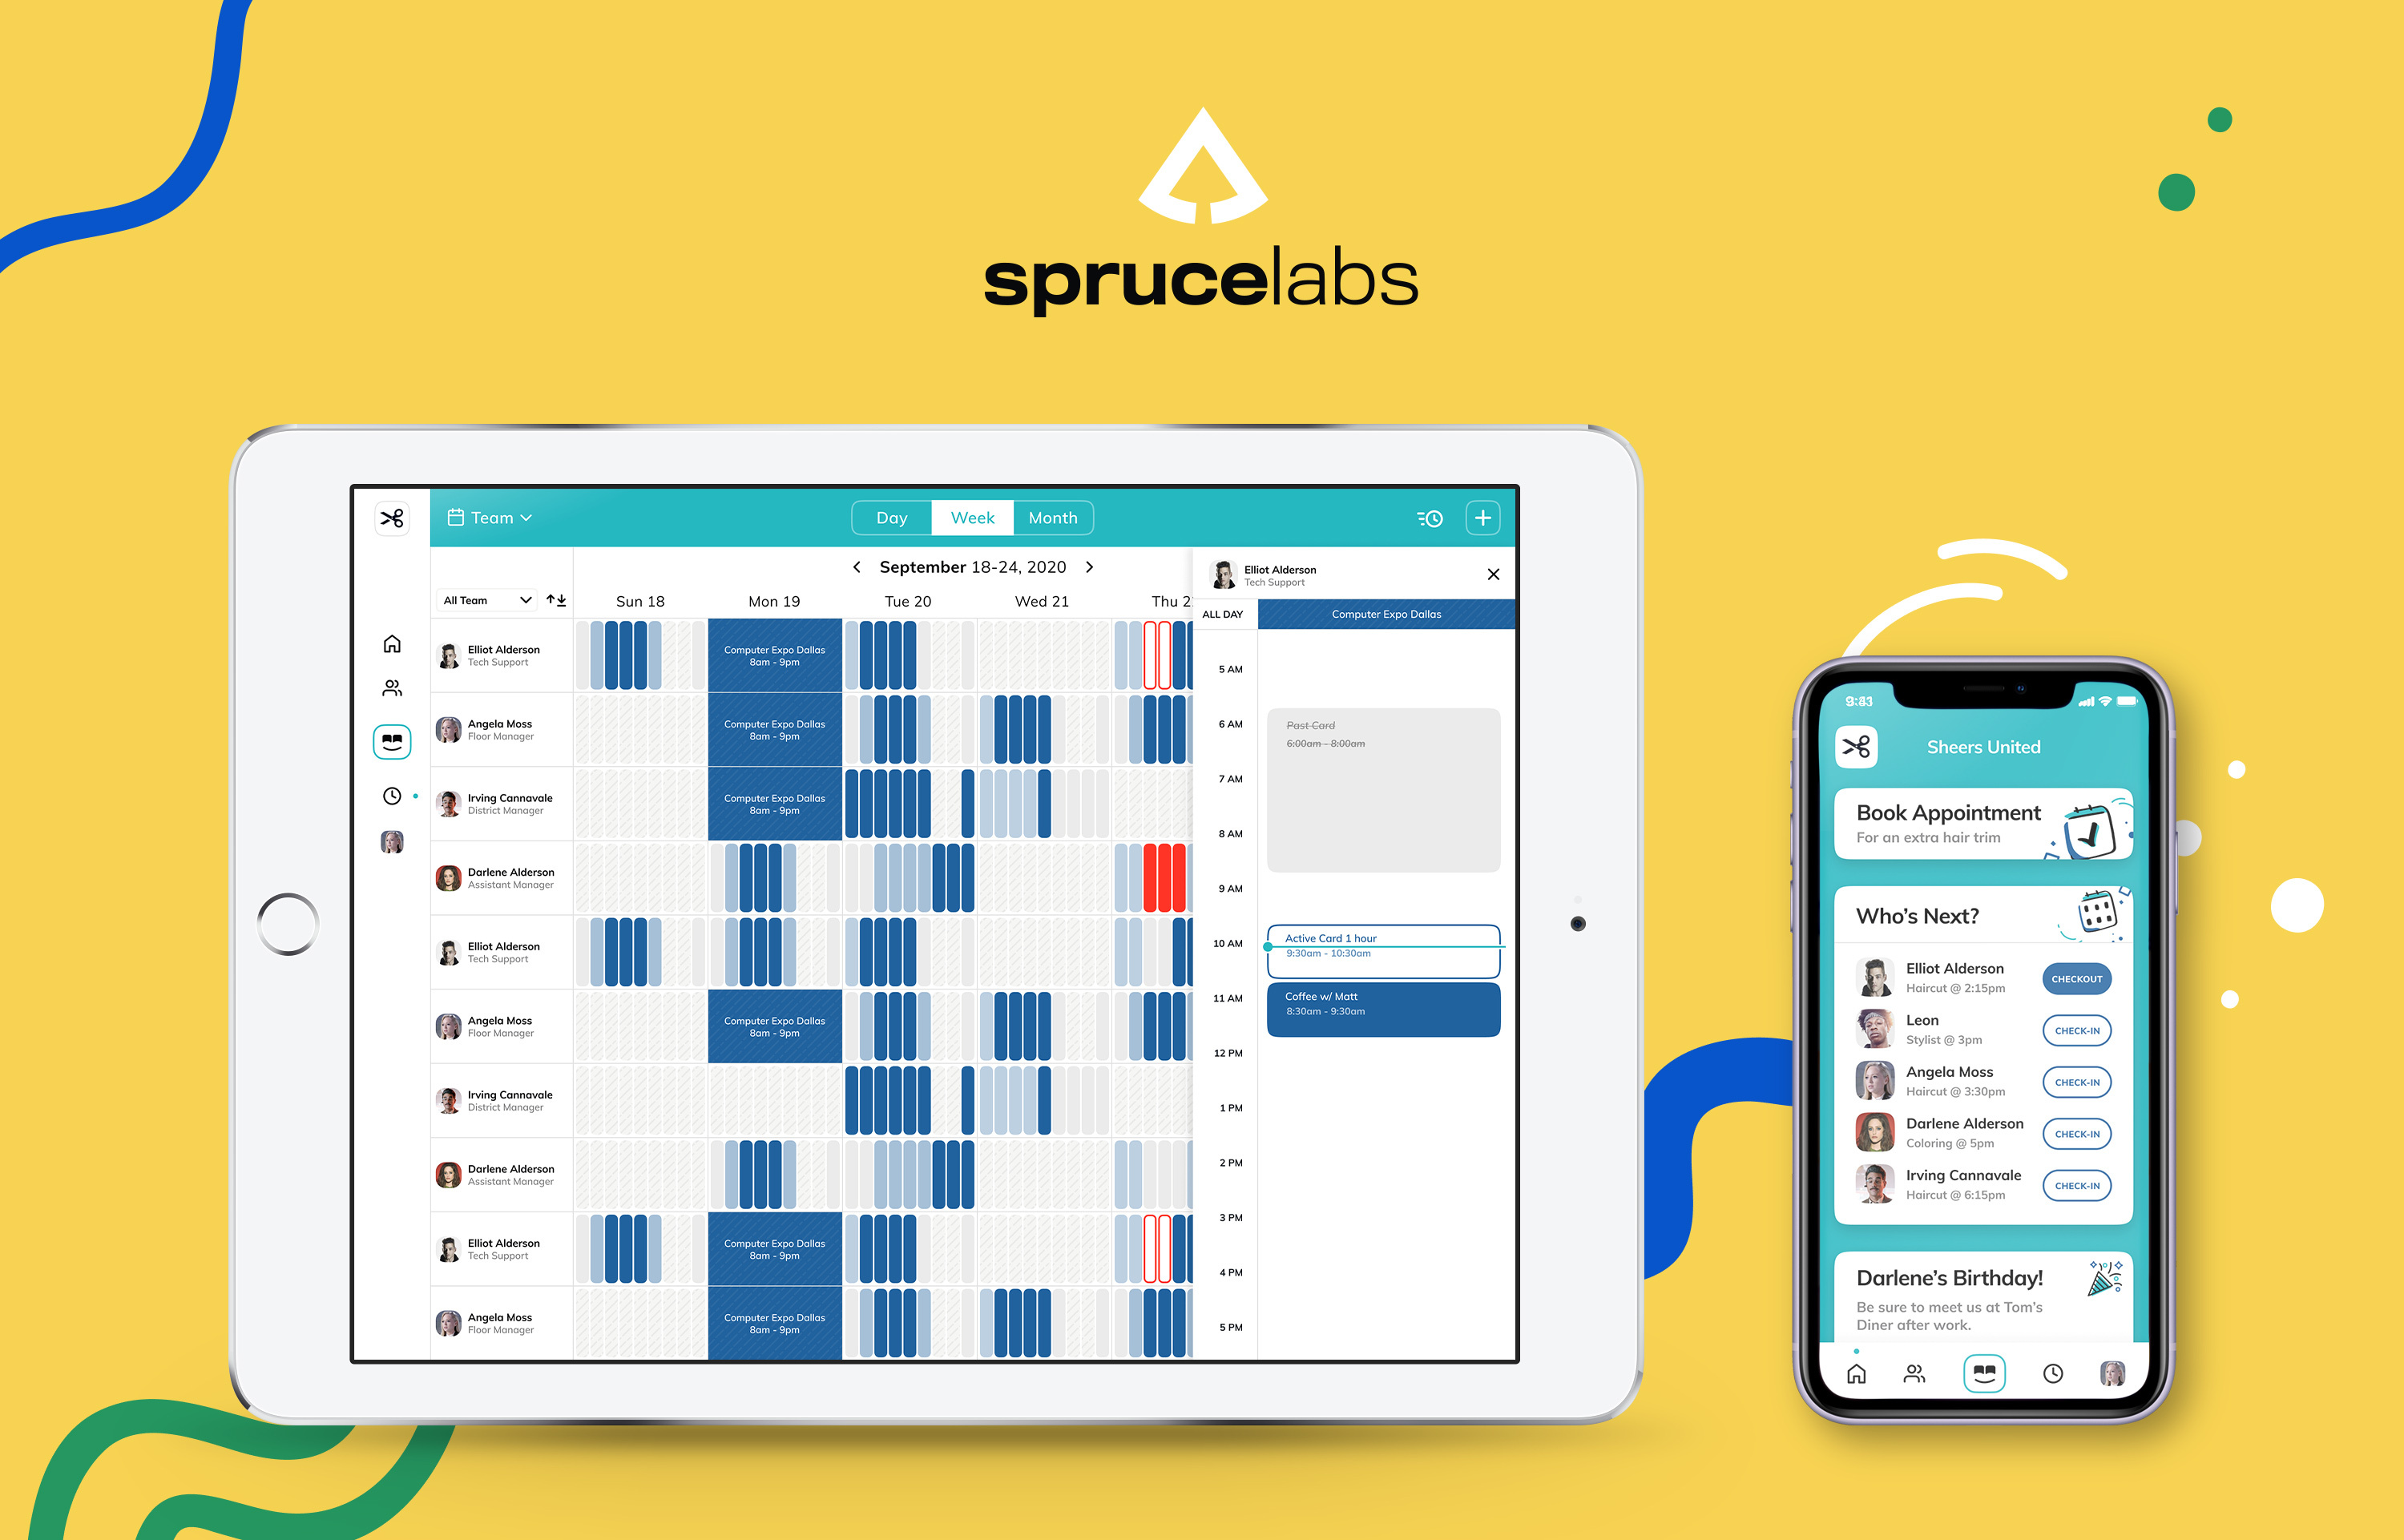 sprucelabs
Team
Day
Week
Month
September 18-24, 2020
All Team
Sun 18
Mon 19
Tue 20
Wed 21
Thu 2
Elliot Alderson
Tech Support
Computer Expo Dallas
8am - 9pm
Angela Moss
Floor Manager
Computer Expo Dallas
8am - 9pm
Irving Cannavale
District Manager
Computer Expo Dallas
8am - 9pm
Darlene Alderson
Assistant Manager
Elliot Alderson
Tech Support
Angela Moss
Floor Manager
Computer Expo Dallas
8am - 9pm
Irving Cannavale
District Manager
Darlene Alderson
Assistant Manager
Elliot Alderson
Tech Support
Computer Expo Dallas
8am - 9pm
Angela Moss
Floor Manager
Computer Expo Dallas
8am - 9pm
Elliot Alderson
Tech Support
ALL DAY
Computer Expo Dallas
5 AM
6 AM
Past Card
6:00am - 8:00am
7 AM
8 AM
9 AM
10 AM
Active Card 1 hour
9:30am - 10:30am
11 AM
Coffee w/ Matt
8:30am - 9:30am
12 PM
1 PM
2 PM
3 PM
4 PM
5 PM
Sheers United
Book Appointment
For an extra hair trim
Who's Next?
Elliot Alderson
Haircut @ 2:15pm
CHECKOUT
Leon
Stylist @ 3pm
CHECK-IN
Angela Moss
Haircut @ 3:30pm
CHECK-IN
Darlene Alderson
Coloring @ 5pm
CHECK-IN
Irving Cannavale
Haircut @ 6:15pm
CHECK-IN
Darlene's Birthday!
Be sure to meet us at Tom's
Diner after work.